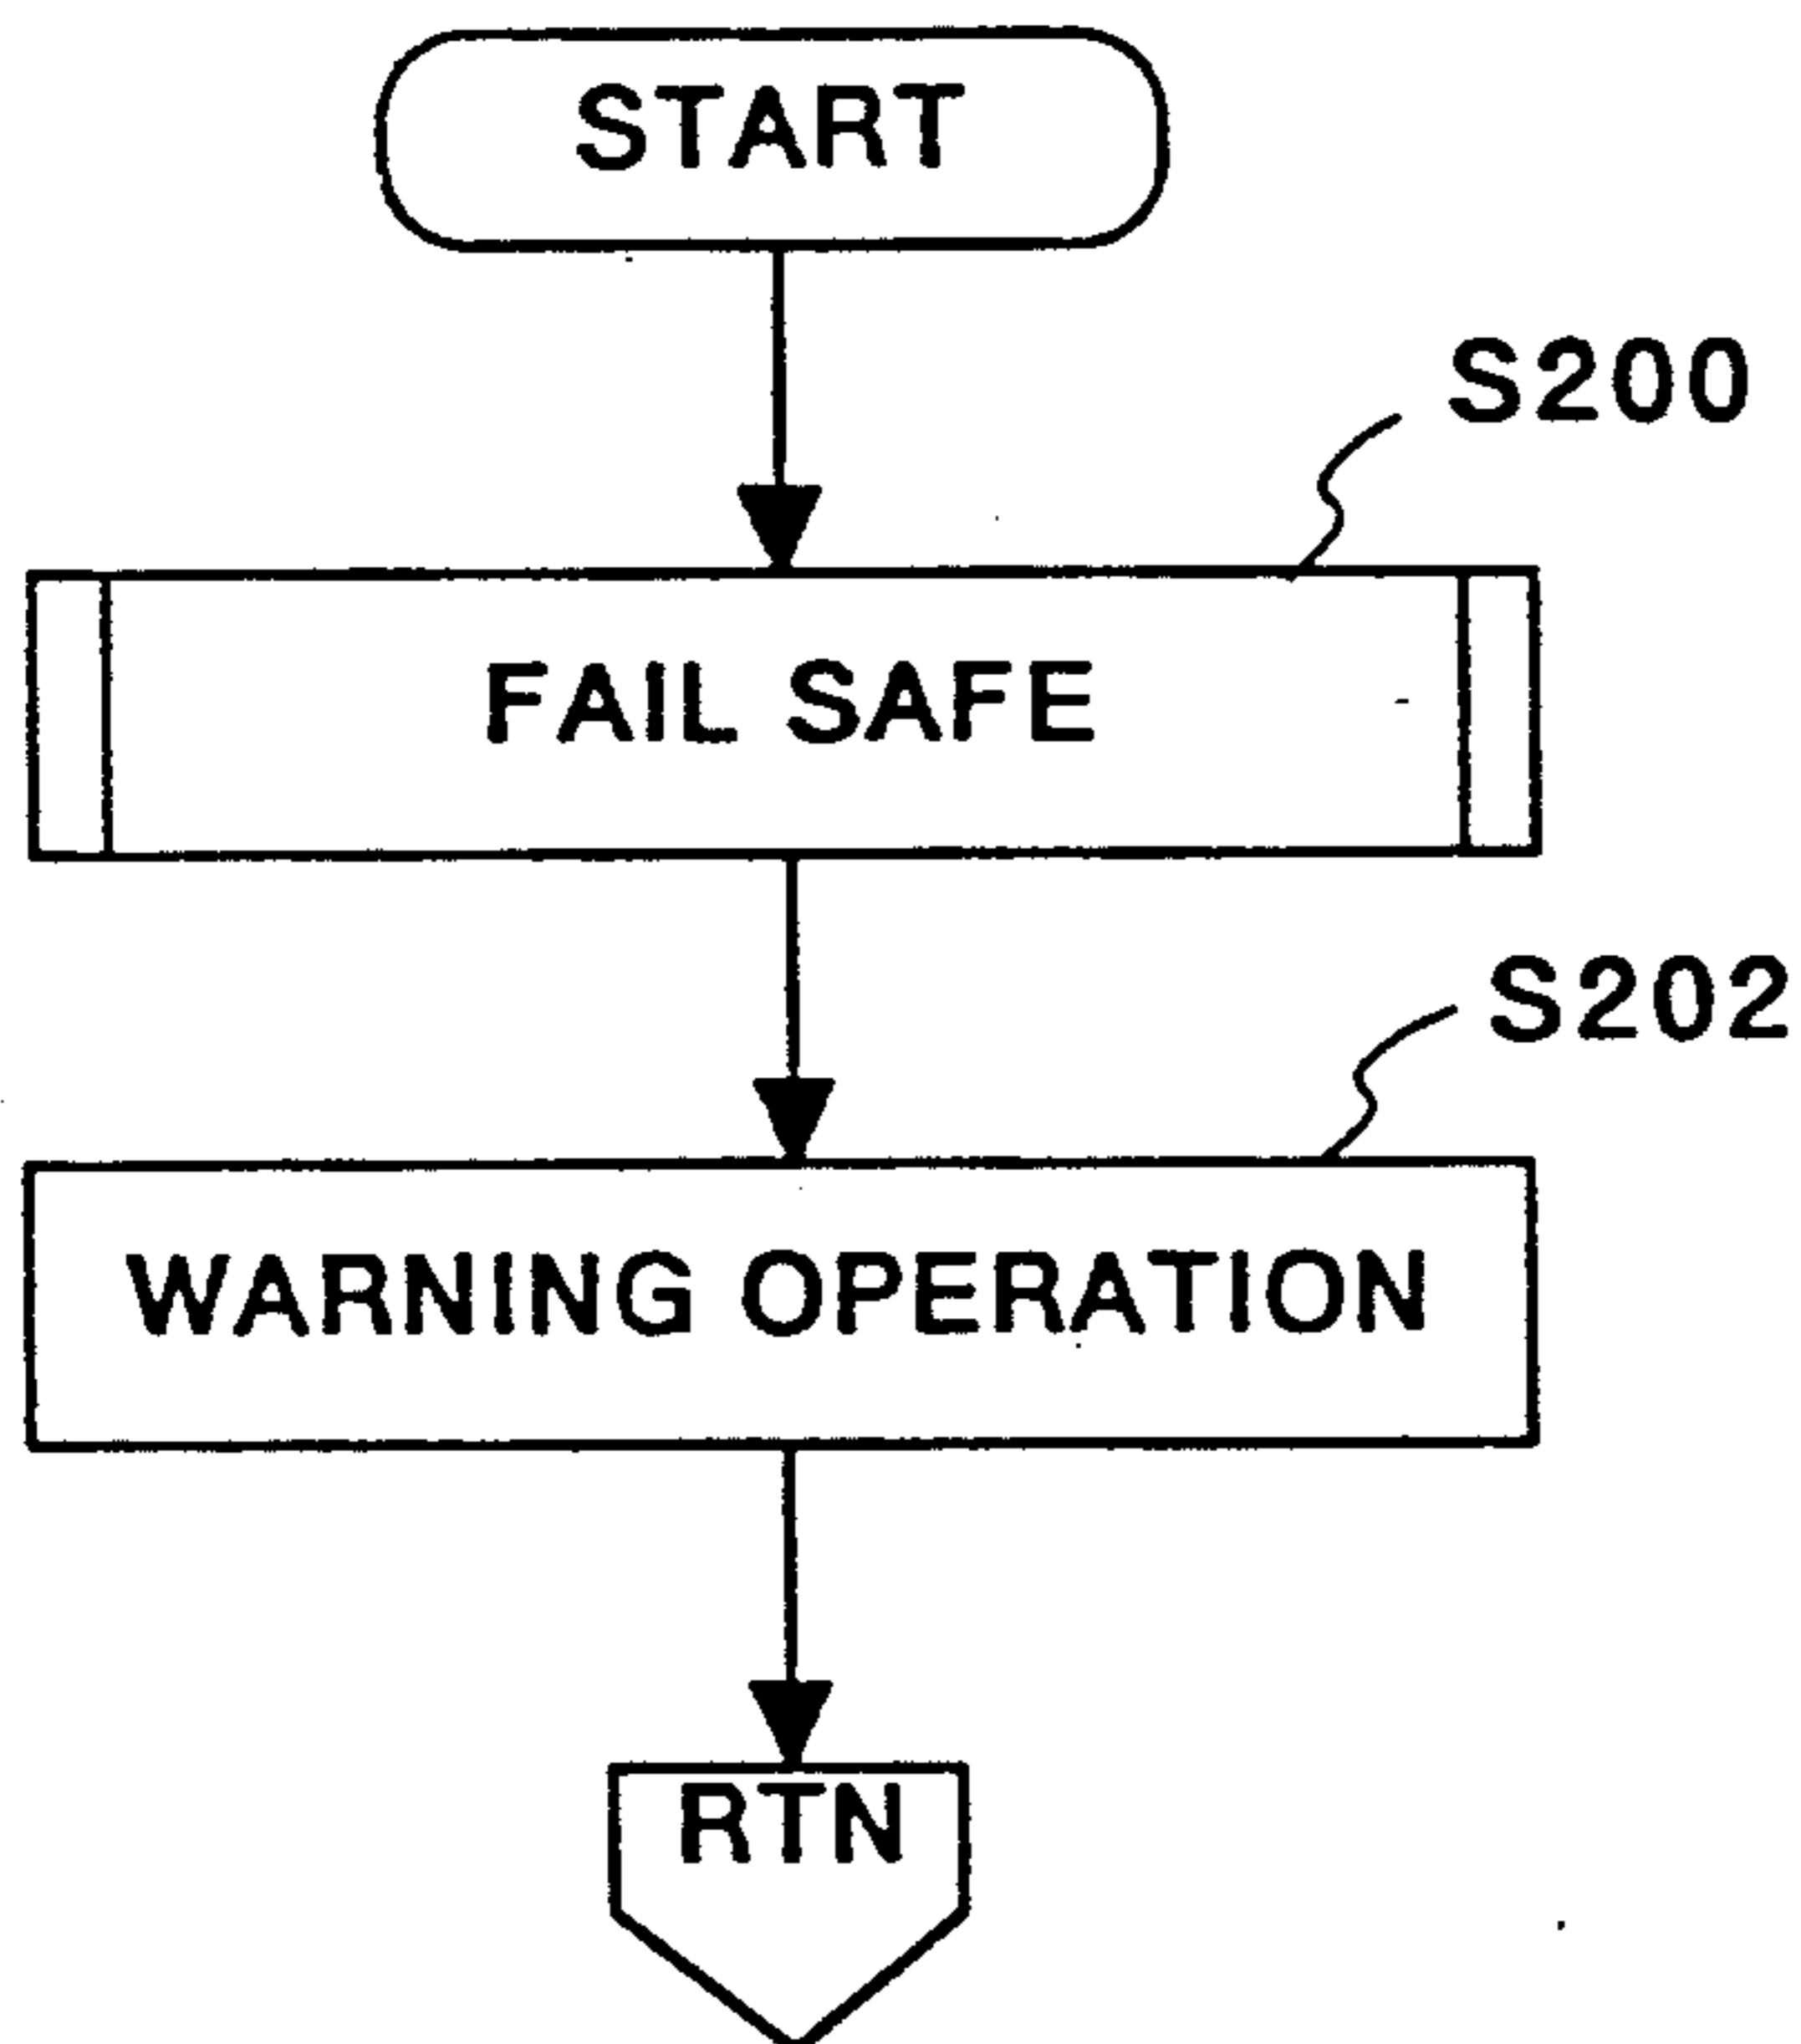 START
S200
FAIL SAFE
S202
WARNING OPERATION
RTN